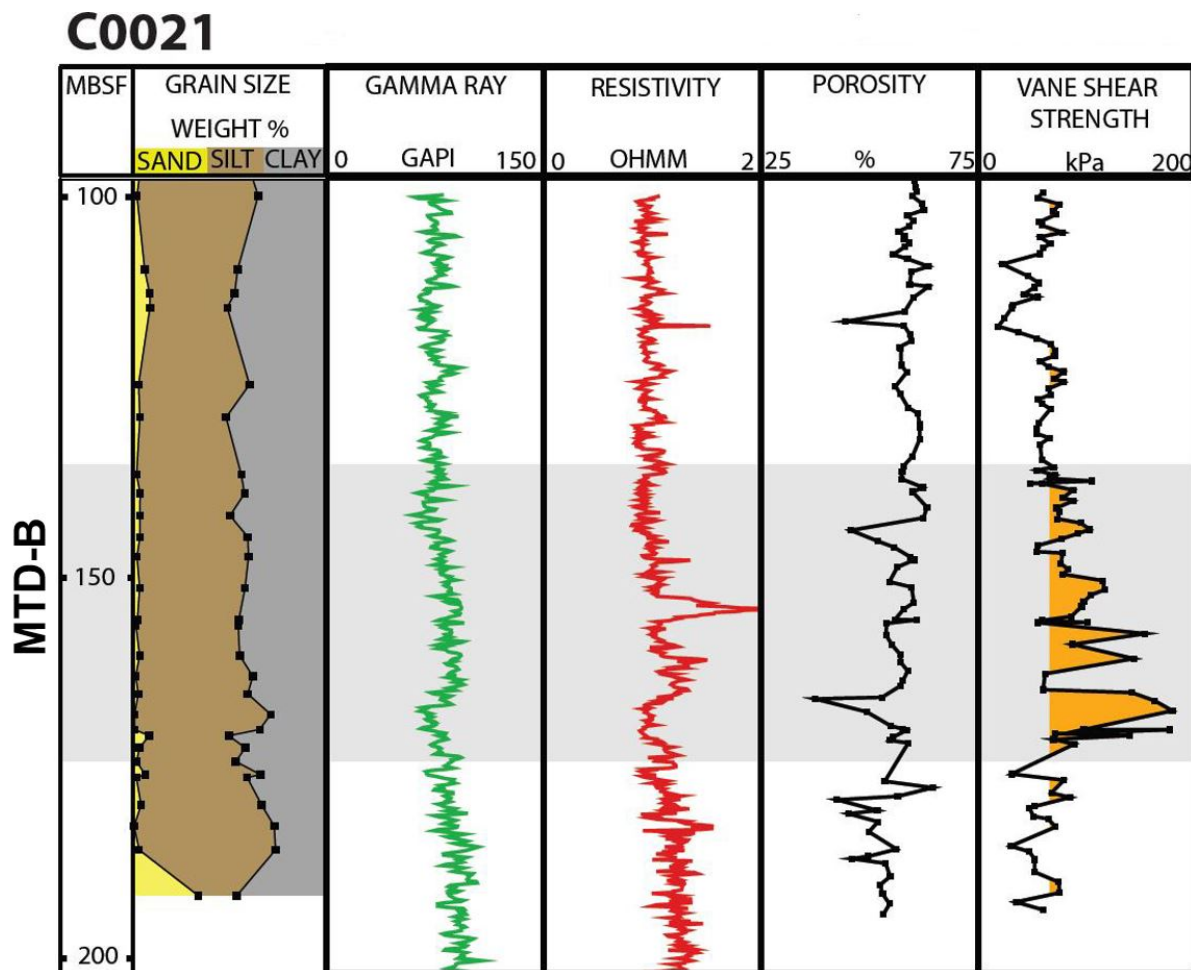 C0021
MBSF
GRAIN SIZE
WEIGHT %
SAND SILT CLAY
GAMMA RAY
0 GAPI 150
RESISTIVITY
0 OHMM 2
POROSITY
25 % 75
VANE SHEAR
STRENGTH
0 kPa 200
100
150
200
MTD-B